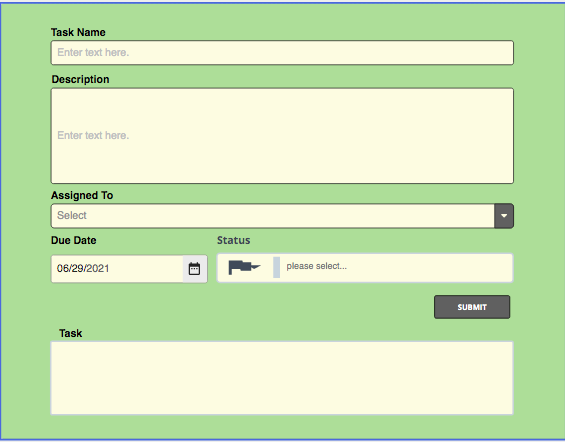 Task Name
Enter text here.
Description
Enter text here.
Assigned To
Select
Due Date
Status
06/29/2021
please select...
SUBMIT
Task